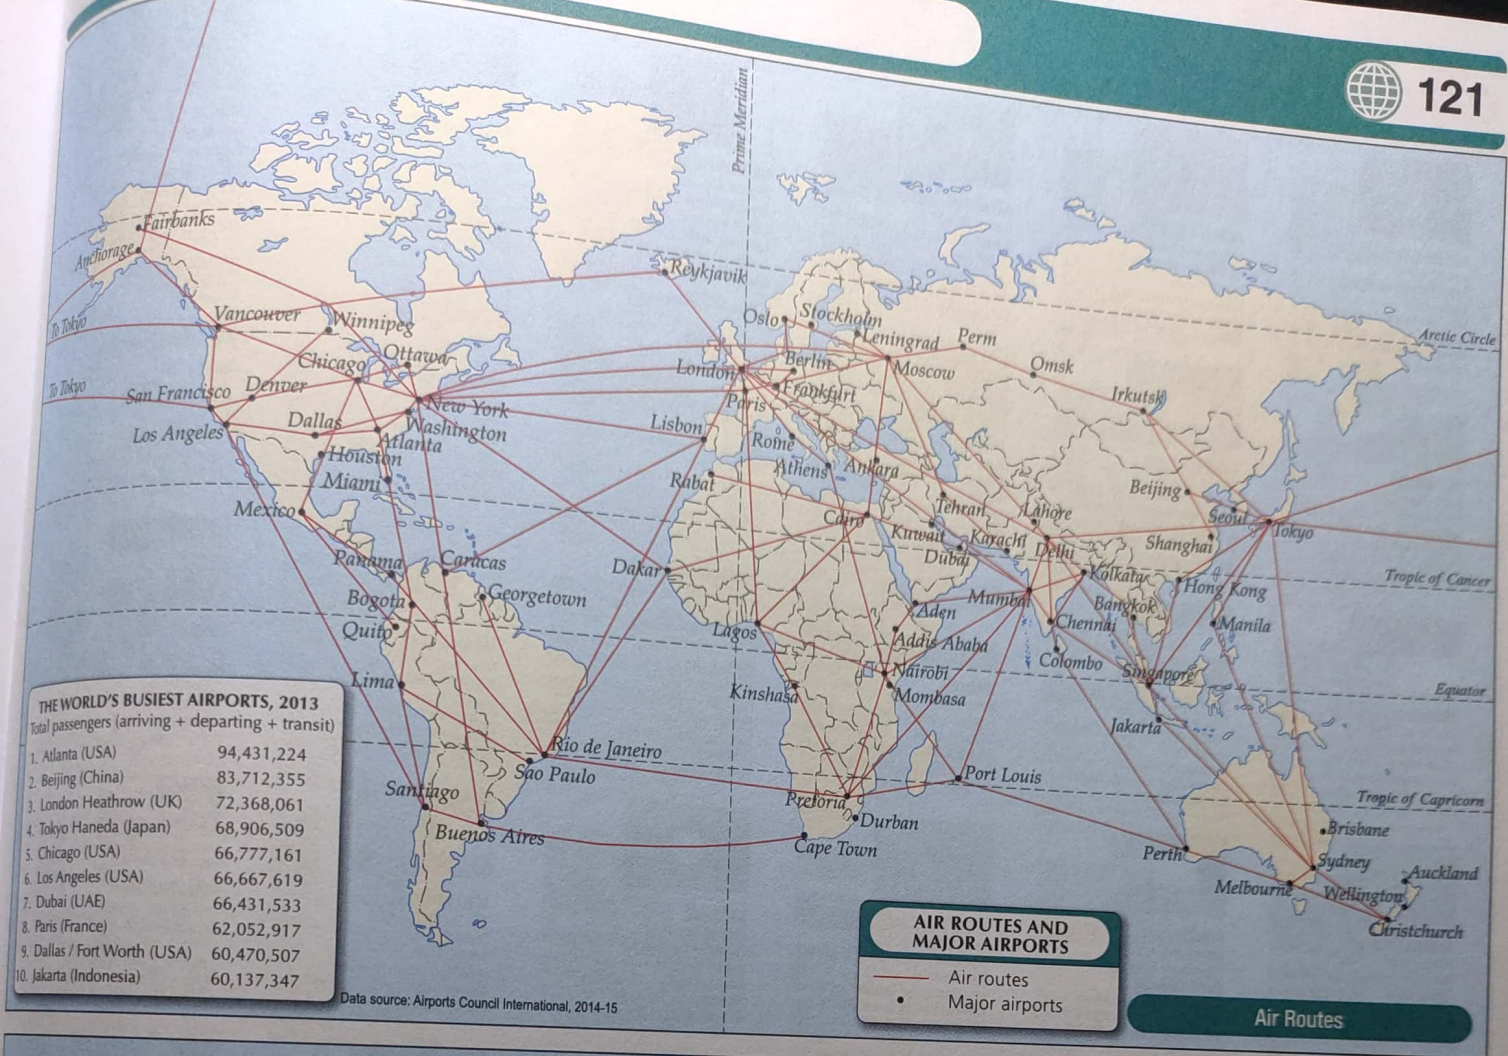 121
Prime Meridian
Fairbanks
Anchorage
Reykjavik
To Tokyo
Vancouver
Winnipeg
Oslo
Stockholm
Leningrad
Perm
Arctic Circle
Chicago
Ottawa
London
Berlin
Moscow
Omsk
To Tokyo
San Francisco
Denver
New York
Paris
Frankfurt
Irkutsk
Los Angeles
Dallas
Washington
Atlanta
Lisbon
Rome
Houston
Athens
Ankara
Miami
Rabat
Beijing
Mexico
Cairo
Tehran
Lahore
Seoul
Tokyo
Kuwait
Karachi
Delhi
Shanghai
Panama
Caracas
Dakar
Dubai
Kolkata
Hong Kong
Tropic of Cancer
Bogota
Georgetown
Aden
Mumbai
Bangkok
Quito
Lagos
Addis Ababa
Chennai
Manila
Colombo
Lima
Kinshasa
Nairobi
Mombasa
Singapore
Equator
Jakarta
Rio de Janeiro
Sao Paulo
Port Louis
Santiago
Pretoria
Tropic of Capricorn
Buenos Aires
Durban
Cape Town
Brisbane
Perth
Sydney
Auckland
Melbourne
Wellington
Christchurch
THE WORLD'S BUSIEST AIRPORTS, 2013
Total passengers (arriving + departing + transit)
1. Atlanta (USA) 94,431,224
2. Beijing (China) 83,712,355
3. London Heathrow (UK) 72,368,061
4. Tokyo Haneda (Japan) 68,906,509
5. Chicago (USA) 66,777,161
6. Los Angeles (USA) 66,667,619
7. Dubai (UAE) 66,431,533
8. Paris (France) 62,052,917
9. Dallas / Fort Worth (USA) 60,470,507
10. Jakarta (Indonesia) 60,137,347
Data source: Airports Council International, 2014-15
AIR ROUTES AND
MAJOR AIRPORTS
Air routes
Major airports
Air Routes